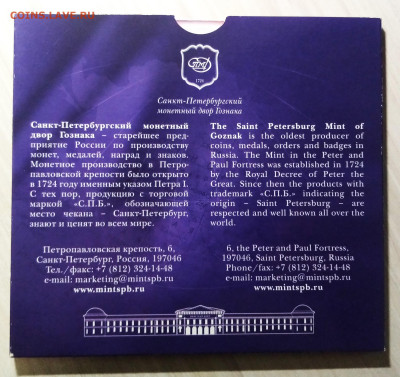 COINS.LAVE.RU
1724
Санкт-Петербургский
монетный двор Гознака
Санкт-Петербургский монетный
двор Гознака – старейшее пред-
приятие России по производству
монет, медалей, наград и знаков.
Монетное производство в Петро-
павловской крепости было открыто
в 1724 году именным указом Петра I.
С тех пор, продукция с торговой
маркой «С.П.Б.», обозначающей
место чекана – Санкт-Петербург,
знают и ценят во всем мире.
The Saint Petersburg Mint of
Goznak is the oldest producer of
coins, medals, orders and badges in
Russia. The Mint in the Peter and
Paul Fortress was established in 1724
by the Royal Decree of Peter the
Great. Since then the products with
trademark «С.П.Б.» indicating the
origin – Saint Petersburg – are
respected and well known all over the
world.
Петропавловская крепость, 6,
Санкт-Петербург, Россия, 197046
Тел./факс: +7 (812) 324-14-48
e-mail: marketing@mintspb.ru
www.mintspb.ru
6, the Peter and Paul Fortress,
197046, Saint Petersburg, Russia
Phone/fax: +7 (812) 324-14-48
e-mail: marketing@mintspb.ru
www.mintspb.ru